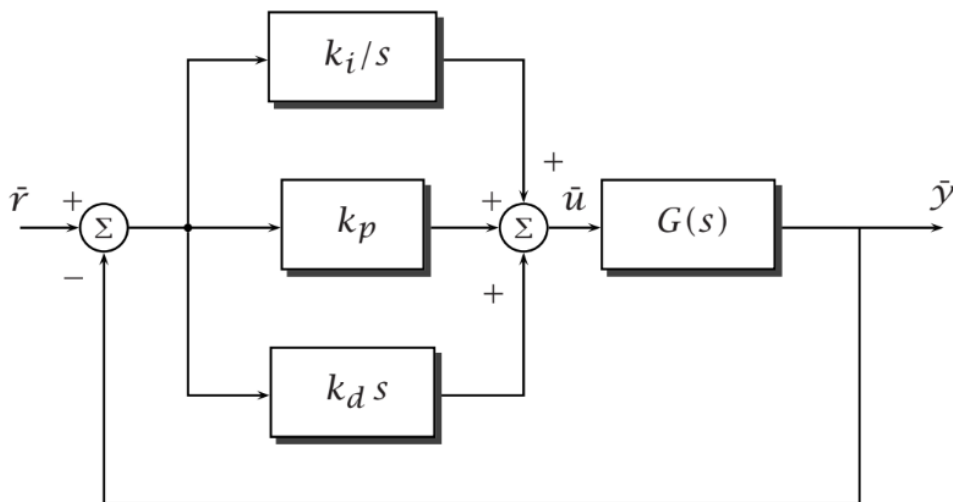 k_i/s
+
r̄
+
Σ
−
k_p
+
Σ
+
ū
G(s)
ȳ
k_d s